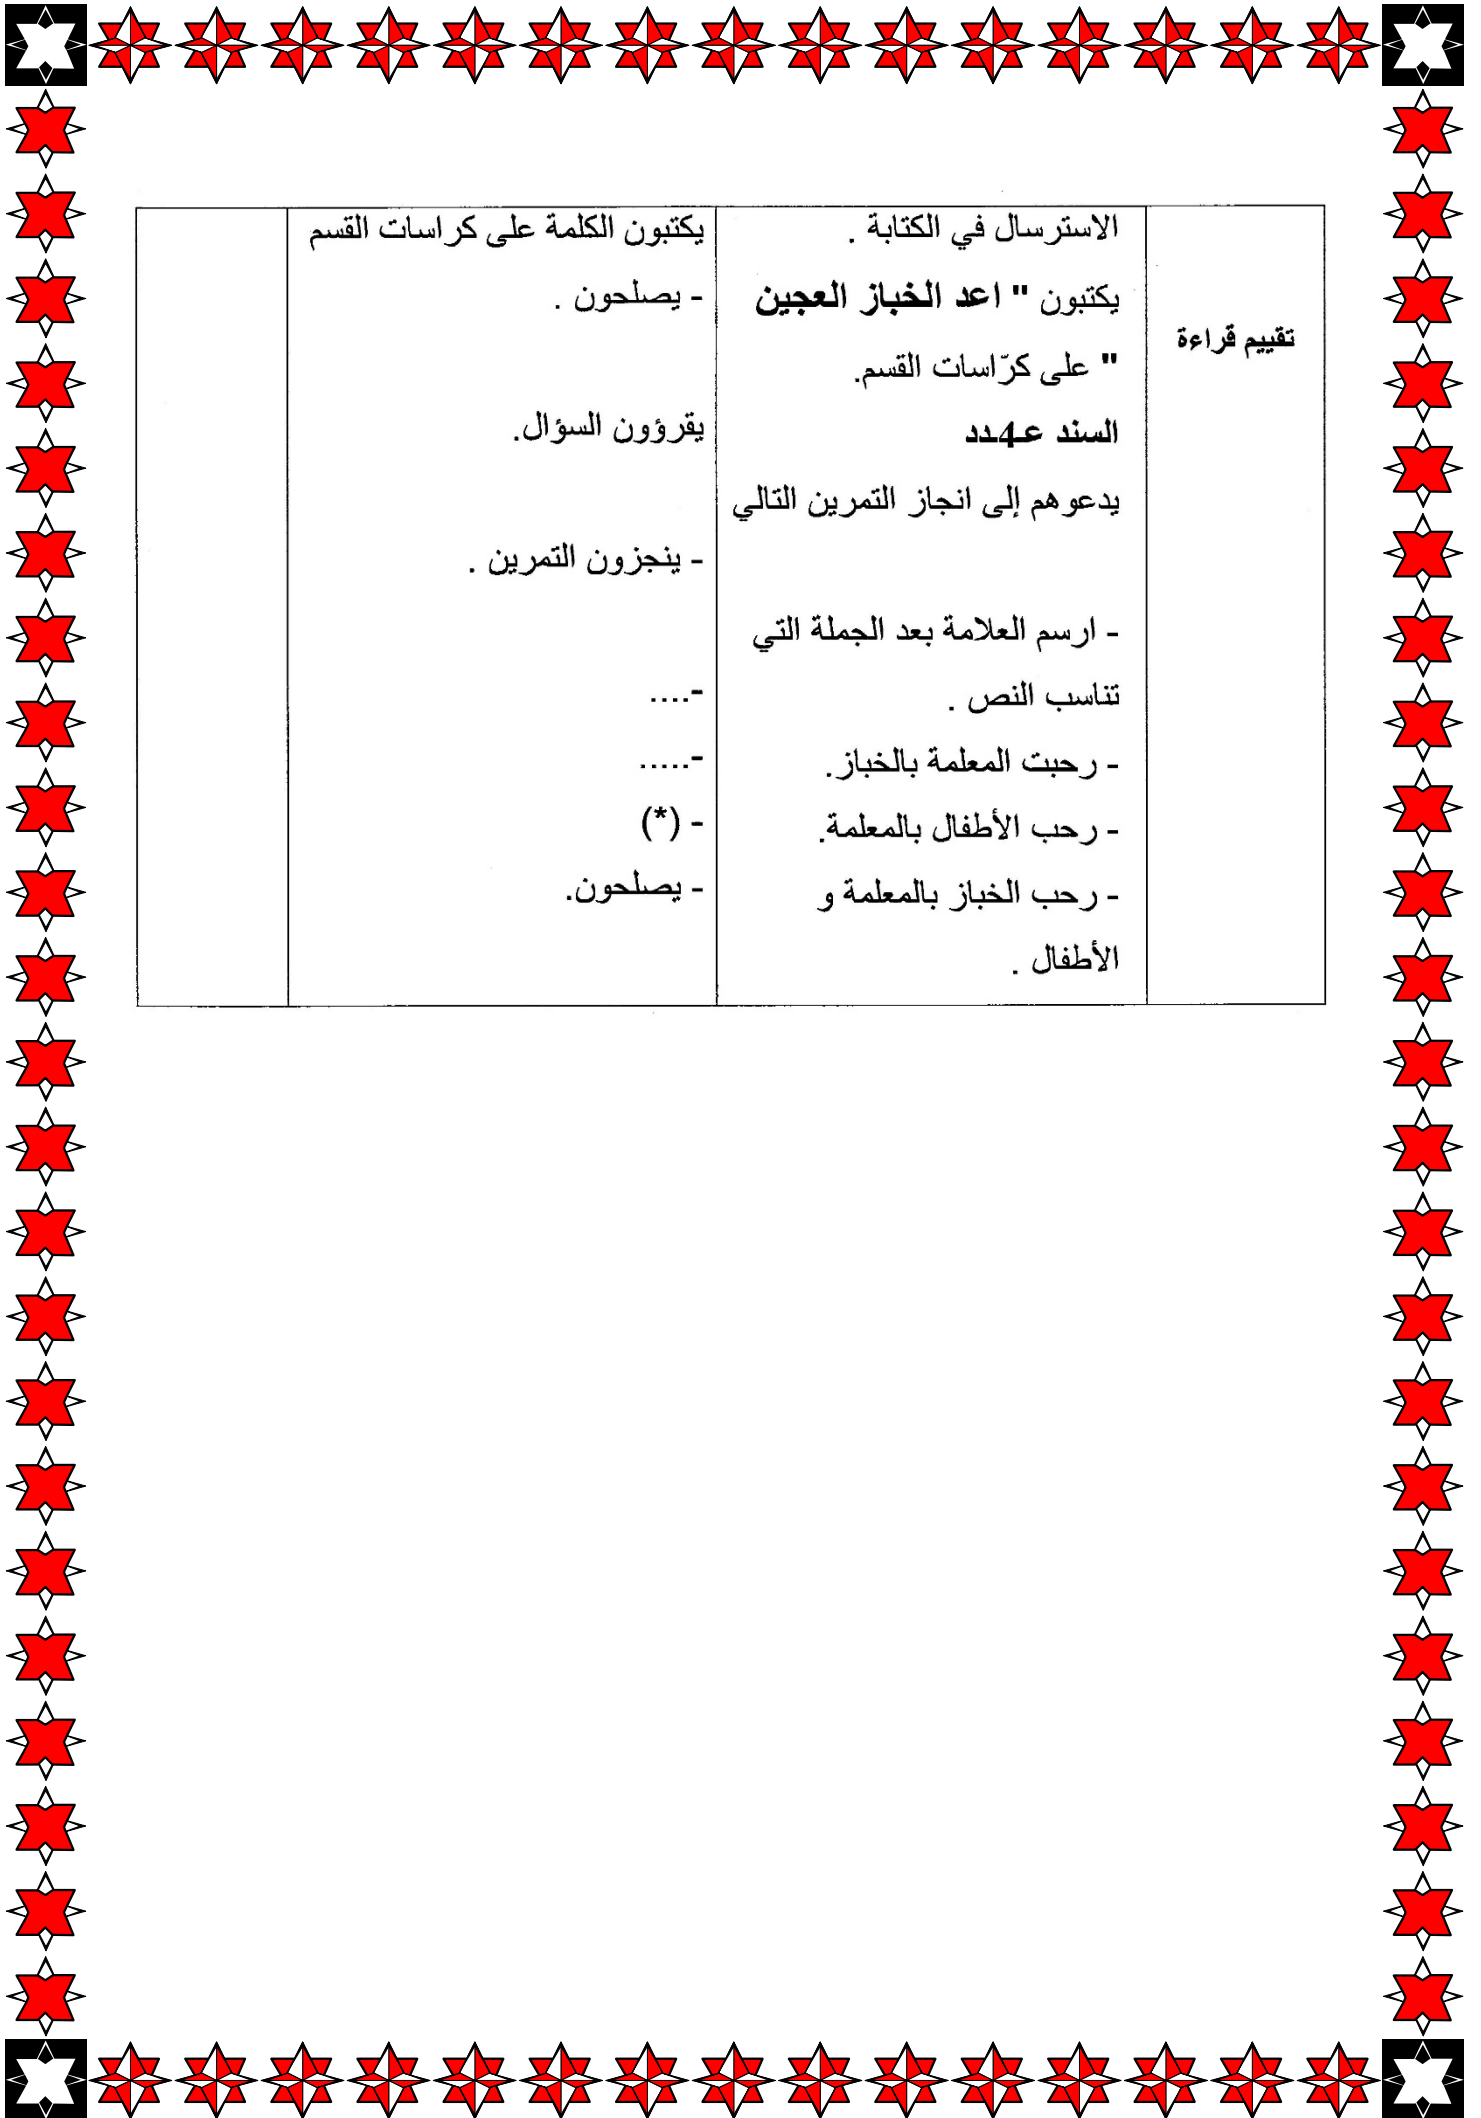 تقييم قراءة
الاسترسال في الكتابة .
يكتبون " اعد الخباز العجين
" على كرّاسات القسم.
السند عـ4ـدد
يدعوهم إلى انجاز التمرين التالي
- ارسم العلامة بعد الجملة التي
تناسب النص .
- رحبت المعلمة بالخباز.
- رحب الأطفال بالمعلمة.
- رحب الخباز بالمعلمة و
الأطفال .
يكتبون الكلمة على كراسات القسم
- يصلحون .
يقرؤون السؤال.
- ينجزون التمرين .
-....
-.....
- (*)
- يصلحون.